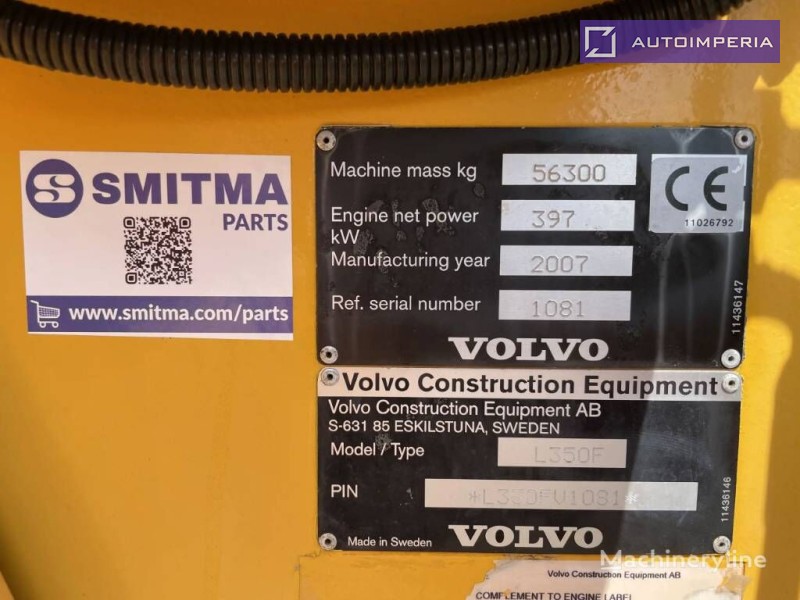 AUTOIMPERIA
SMITMA
PARTS
www.smitma.com/parts
Machine mass kg 56300
Engine net power kW 397
Manufacturing year 2007
Ref. serial number 1081
CE
11026792
11436147
VOLVO
Volvo Construction Equipment
Volvo Construction Equipment AB
S-631 85 ESKILSTUNA, SWEDEN
Model / Type L350F
PIN *L350FV1081*
11436146
Made in Sweden VOLVO
Machineryline
Volvo Construction Equipment AB
COMPLEMENT TO ENGINE LABEL